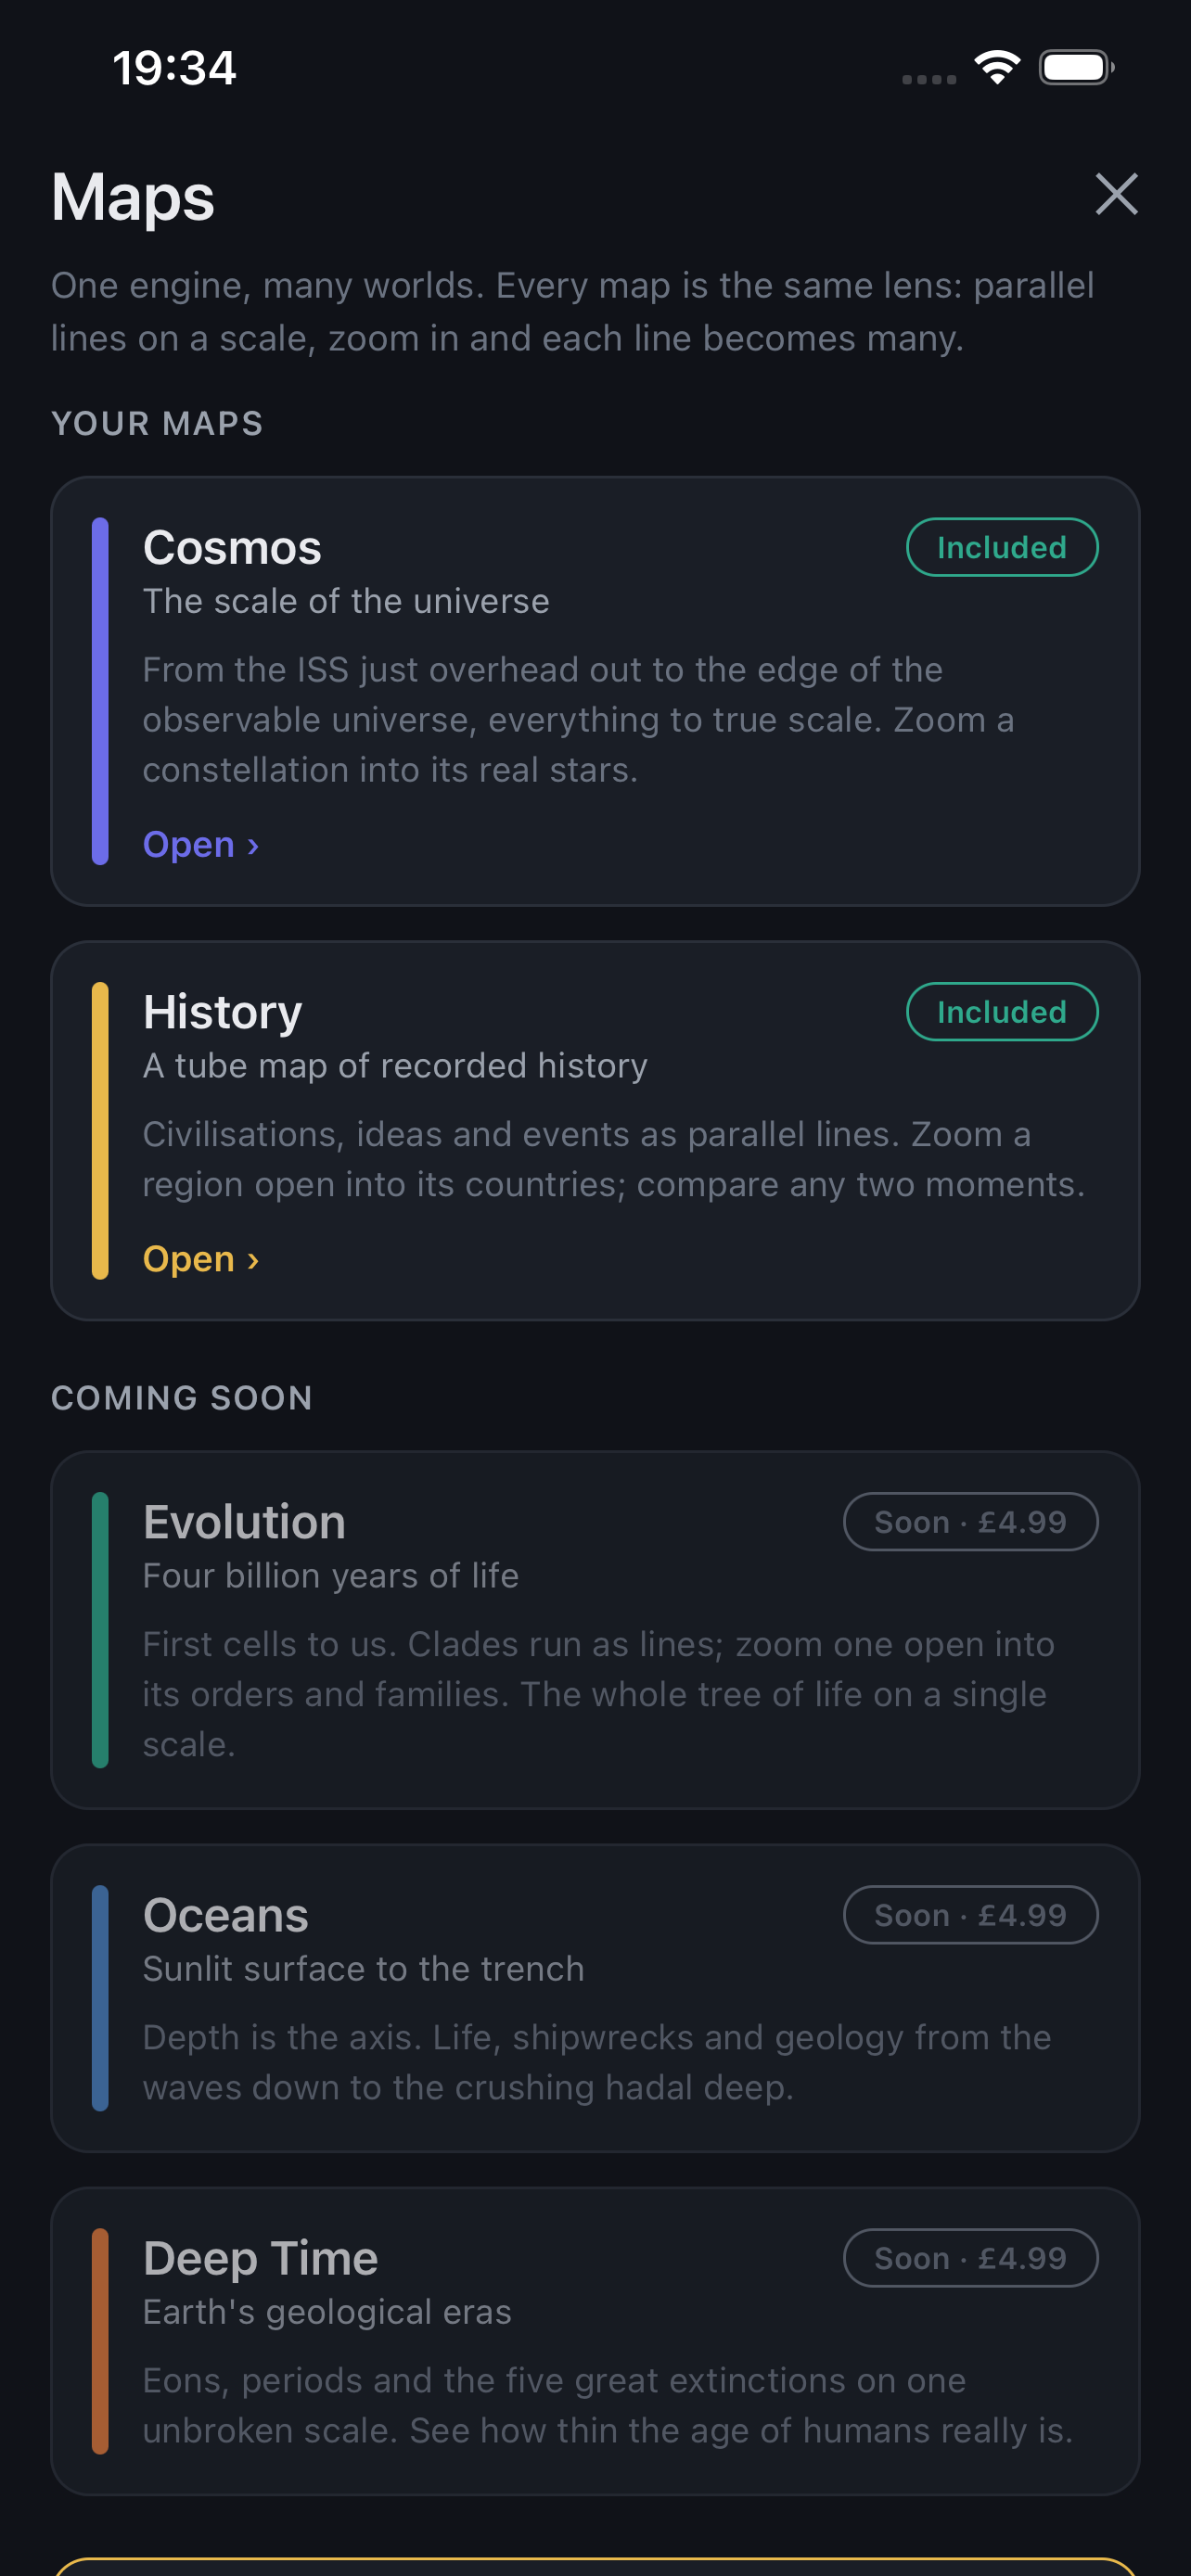 19:34
Maps
One engine, many worlds. Every map is the same lens: parallel
lines on a scale, zoom in and each line becomes many.
YOUR MAPS
Cosmos
Included
The scale of the universe
From the ISS just overhead out to the edge of the
observable universe, everything to true scale. Zoom a
constellation into its real stars.
Open ›
History
Included
A tube map of recorded history
Civilisations, ideas and events as parallel lines. Zoom a
region open into its countries; compare any two moments.
Open ›
COMING SOON
Evolution
Soon · £4.99
Four billion years of life
First cells to us. Clades run as lines; zoom one open into
its orders and families. The whole tree of life on a single
scale.
Oceans
Soon · £4.99
Sunlit surface to the trench
Depth is the axis. Life, shipwrecks and geology from the
waves down to the crushing hadal deep.
Deep Time
Soon · £4.99
Earth's geological eras
Eons, periods and the five great extinctions on one
unbroken scale. See how thin the age of humans really is.